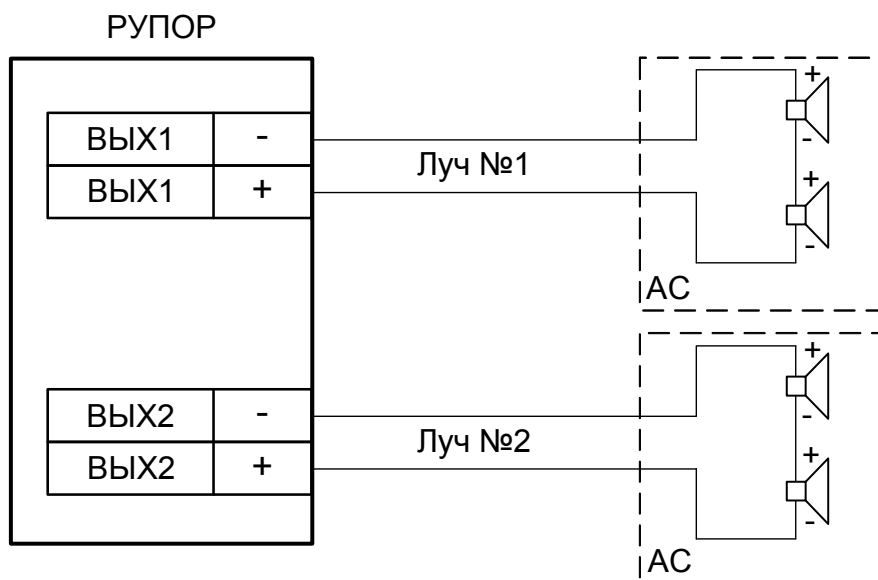 РУПОР
ВЫХ1 -
ВЫХ1 +
Луч №1
+
-
+
-
АС
ВЫХ2 -
ВЫХ2 +
Луч №2
+
-
+
-
АС